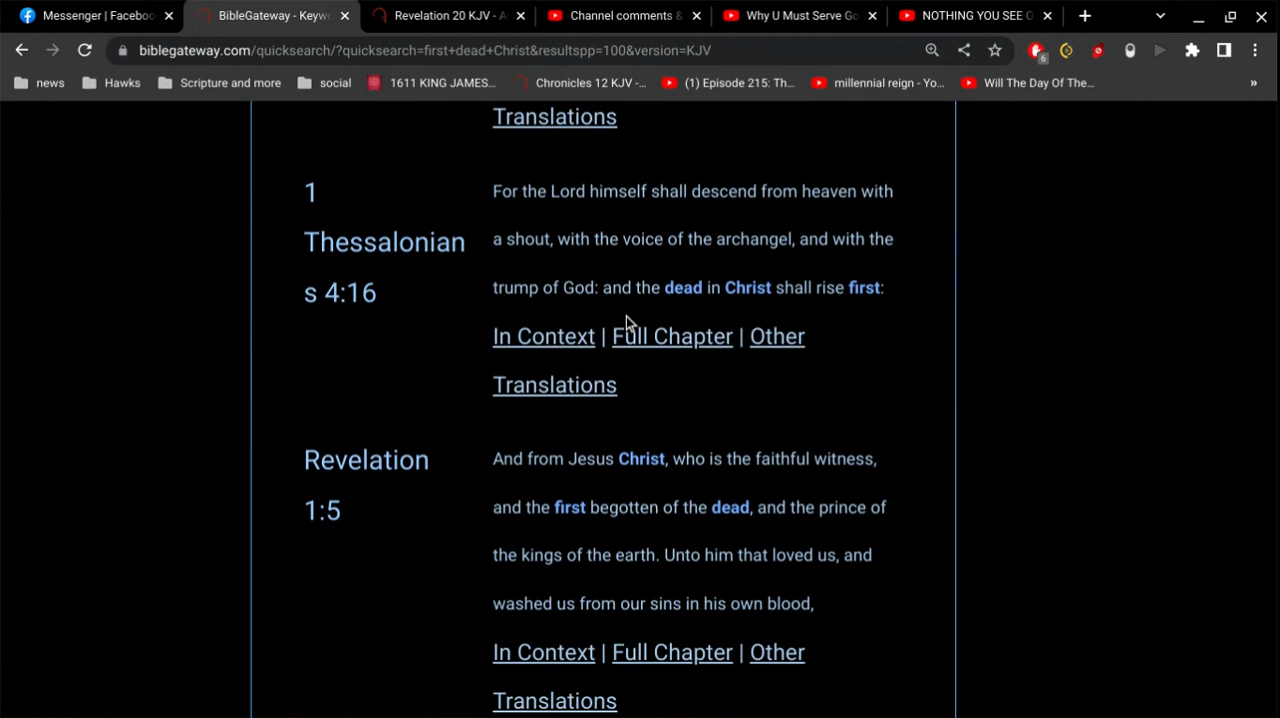 Messenger | Faceboo
BibleGateway - Keywo
Revelation 20 KJV - A
Channel comments &
Why U Must Serve Go
NOTHING YOU SEE O
biblegateway.com/quicksearch/?quicksearch=first+dead+Christ&resultspp=100&version=KJV
6
news
Hawks
Scripture and more
social
1611 KING JAMES...
Chronicles 12 KJV -...
(1) Episode 215: Th...
millennial reign - Yo...
Will The Day Of The...
»
Translations
1
Thessalonian
s 4:16
For the Lord himself shall descend from heaven with
a shout, with the voice of the archangel, and with the
trump of God: and the dead in Christ shall rise first:
In Context | Full Chapter | Other
Translations
Revelation
1:5
And from Jesus Christ, who is the faithful witness,
and the first begotten of the dead, and the prince of
the kings of the earth. Unto him that loved us, and
washed us from our sins in his own blood,
In Context | Full Chapter | Other
Translations